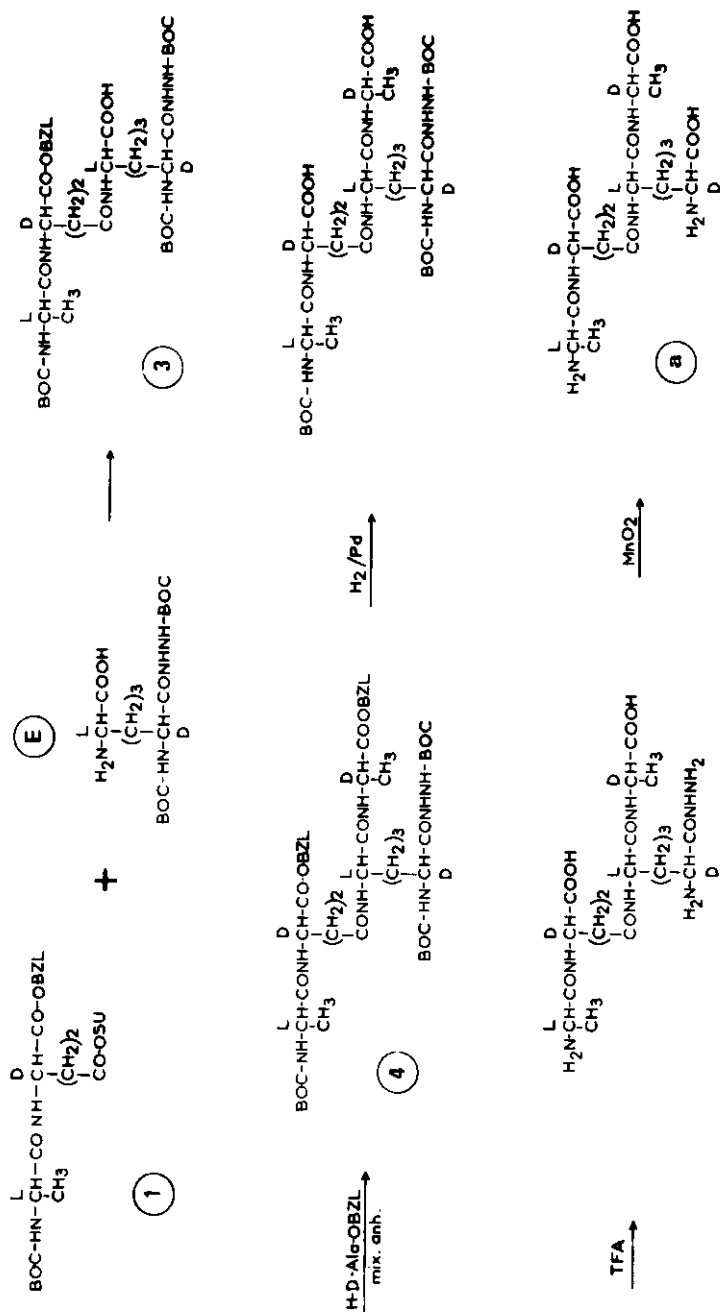 L
D
BOC-HN-CH-CO NH-CH-CO-OBZL
CH3
(CH2)2
CO-OSU
1
+
E
L
H2N-CH-COOH
(CH2)3
BOC-HN-CH-CONHNH-BOC
D
L
D
BOC-NH-CH-CONH-CH-CO-OBZL
CH3
(CH2)2
L
CONH-CH-COOH
(CH2)3
BOC-HN-CH-CONHNH-BOC
D
3
H-D-Ala-OBZL
mix. anh.
L
D
BOC-NH-CH-CONH-CH-CO-OBZL
CH3
(CH2)2
L
D
CONH-CH-CONH-CH-COOBZL
(CH2)3
CH3
BOC-HN-CH-CONHNH-BOC
D
4
H2/Pd
L
D
BOC-HN-CH-CONH-CH-COOH
CH3
(CH2)2
L
D
CONH-CH-CONH-CH-COOH
(CH2)3
CH3
BOC-HN-CH-CONHNH-BOC
D
TFA
L
D
H2N-CH-CONH-CH-COOH
CH3
(CH2)2
L
D
CONH-CH-CONH-CH-COOH
(CH2)3
CH3
H2N-CH-CONHNH2
D
MnO2
L
D
H2N-CH-CONH-CH-COOH
CH3
(CH2)2
L
D
CONH-CH-CONH-CH-COOH
(CH2)3
CH3
H2N-CH-COOH
D
a